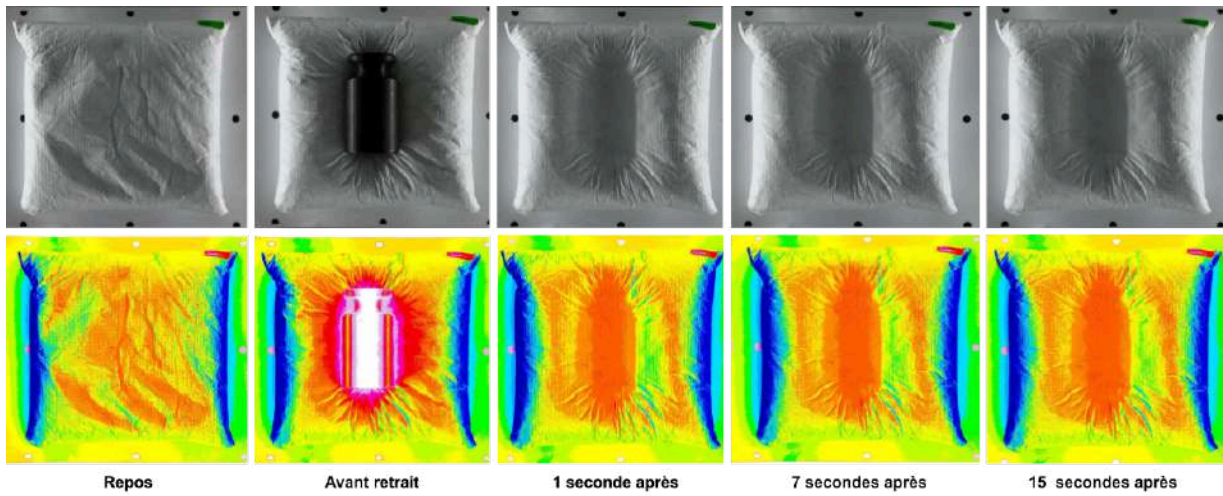 Repos
Avant retrait
1 seconde après
7 secondes après
15 secondes après